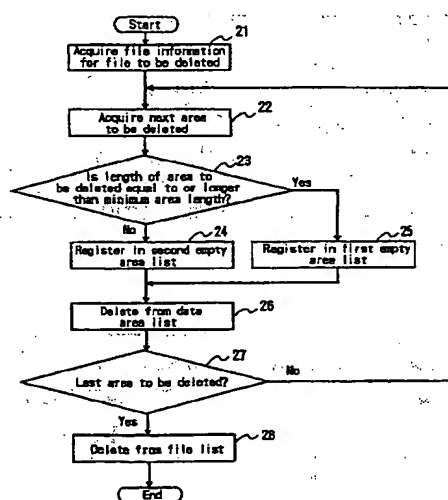 Start
21
Acquire file information
for file to be deleted
22
Acquire next area
to be deleted
23
Is length of area to
be deleted equal to or longer
than minimum area length?
Yes
No
24
25
Register in second empty
area list
Register in first empty
area list
26
Delete from data
area list
27
Last area to be deleted?
No
Yes
28
Delete from file list
End